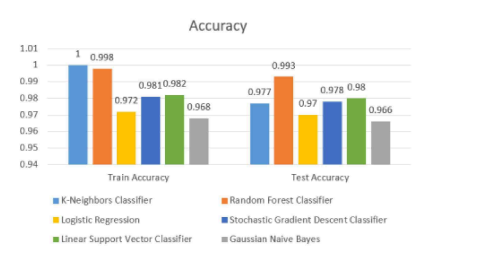 Accuracy
1.01
1
0.99
0.98
0.97
0.96
0.95
0.94
1
0.998
0.972
0.981
0.982
0.968
0.977
0.993
0.97
0.978
0.98
0.966
Train Accuracy
Test Accuracy
K-Neighbors Classifier
Random Forest Classifier
Logistic Regression
Stochastic Gradient Descent Classifier
Linear Support Vector Classifier
Gaussian Naive Bayes